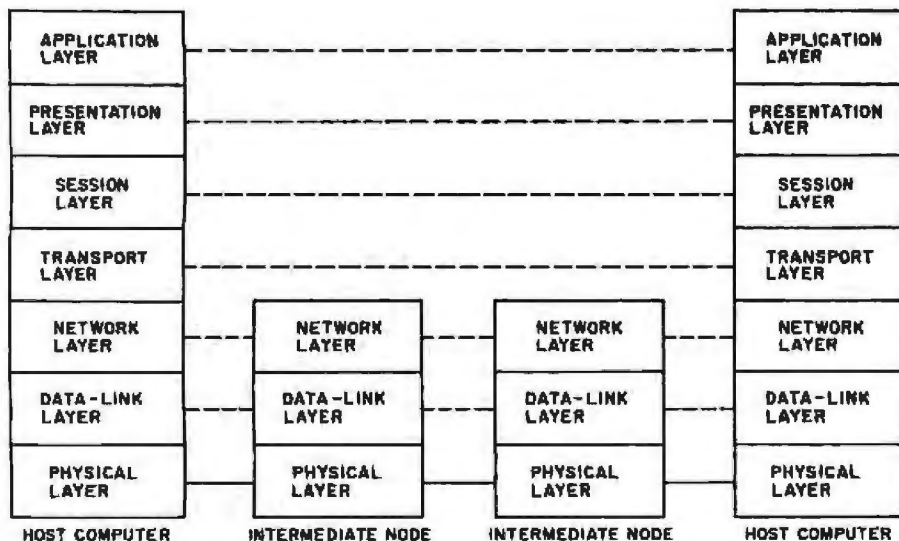 APPLICATION
LAYER
APPLICATION
LAYER
PRESENTATION
LAYER
PRESENTATION
LAYER
SESSION
LAYER
SESSION
LAYER
TRANSPORT
LAYER
TRANSPORT
LAYER
NETWORK
LAYER
NETWORK
LAYER
NETWORK
LAYER
NETWORK
LAYER
DATA-LINK
LAYER
DATA-LINK
LAYER
DATA-LINK
LAYER
DATA-LINK
LAYER
PHYSICAL
LAYER
PHYSICAL
LAYER
PHYSICAL
LAYER
PHYSICAL
LAYER
HOST COMPUTER
INTERMEDIATE NODE
INTERMEDIATE NODE
HOST COMPUTER